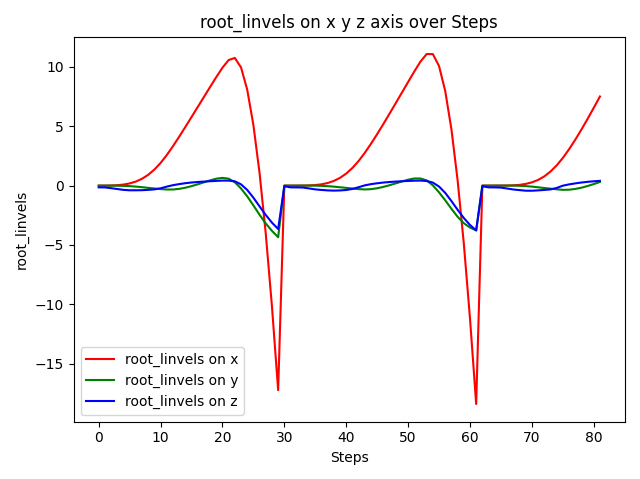 root_linvels on x y z axis over Steps
root_linvels
10
5
0
−5
−10
−15
root_linvels on x
root_linvels on y
root_linvels on z
0 10 20 30 40 50 60 70 80
Steps